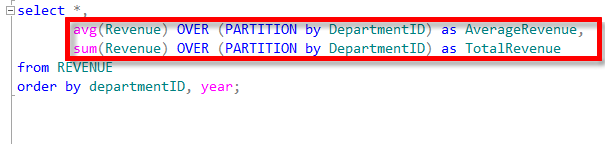 select *,
avg(Revenue) OVER (PARTITION by DepartmentID) as AverageRevenue,
sum(Revenue) OVER (PARTITION by DepartmentID) as TotalRevenue
from REVENUE
order by departmentID, year;